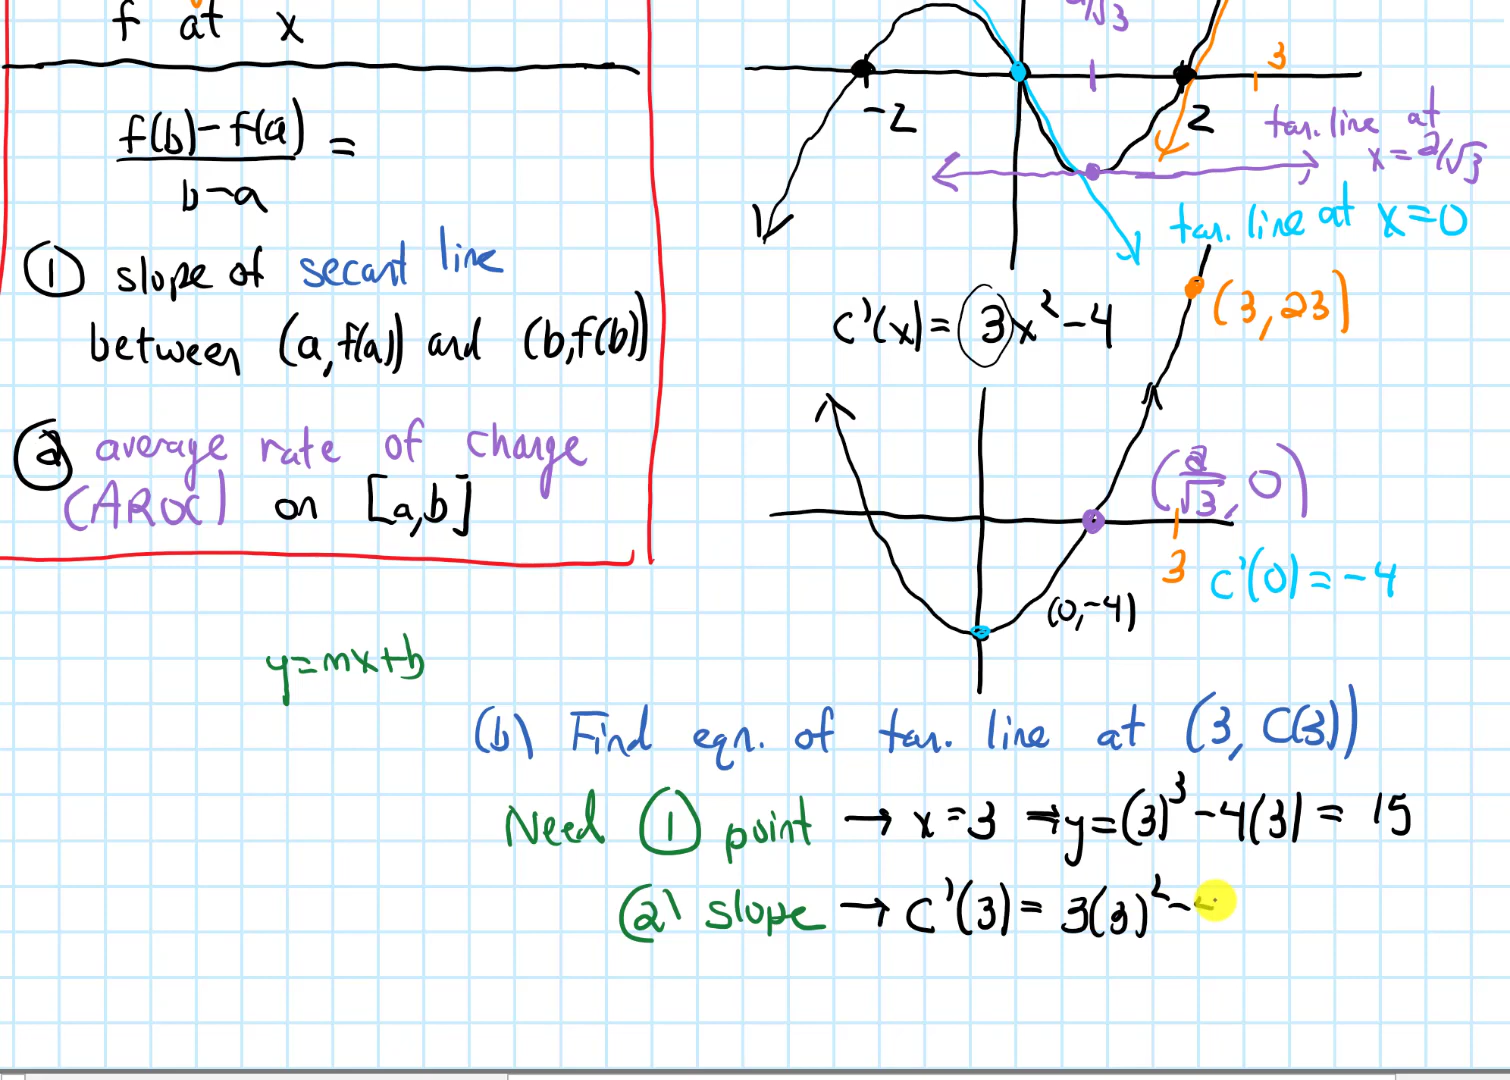 f at x
f(b)-f(a) =
b-a
① slope of secant line
between (a,f(a)) and (b,f(b))
② average rate of change
(AROC) on [a,b]
2/√3
3
-2
2
tan. line at
x=2/√3
tan. line at x=0
(3,23)
C'(x)=3x²-4
(2/√3, 0)
3
C'(0)=-4
(0,-4)
y=mx+b
(b) Find eqn. of tan. line at (3, C(3))
Need ① point → x=3 → y=(3)³-4(3)=15
② slope → C'(3)= 3(3)²-